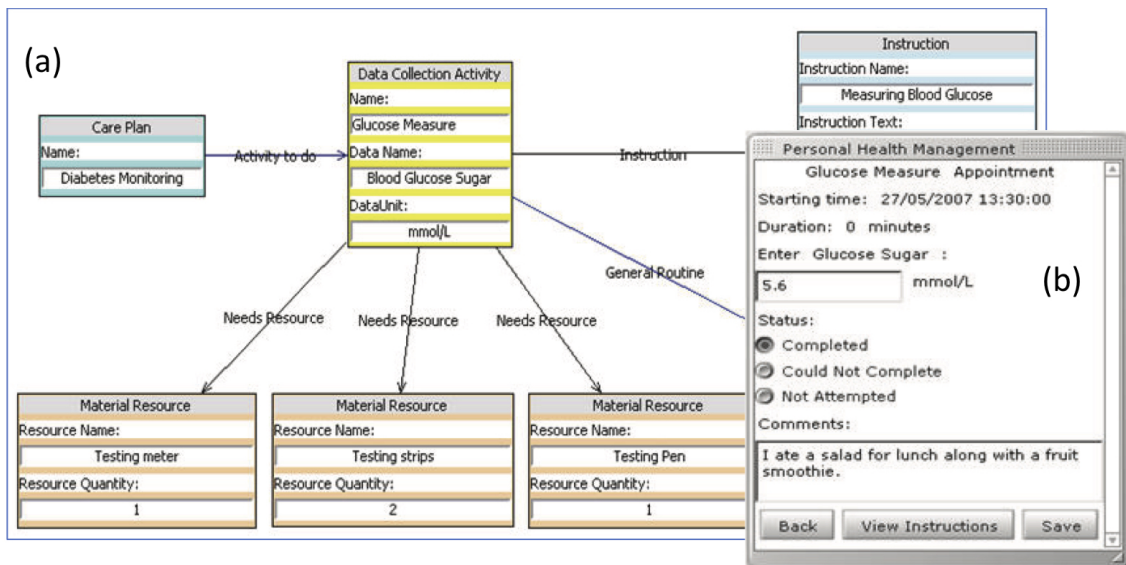 (a)
Care Plan
Name:
Diabetes Monitoring
Activity to do
Data Collection Activity
Name:
Glucose Measure
Data Name:
Blood Glucose Sugar
DataUnit:
mmol/L
Instruction
Instruction
Instruction Name:
Measuring Blood Glucose
Instruction Text:
General Routine
Needs Resource
Needs Resource
Needs Resource
Material Resource
Resource Name:
Testing meter
Resource Quantity:
1
Material Resource
Resource Name:
Testing strips
Resource Quantity:
2
Material Resource
Resource Name:
Testing Pen
Resource Quantity:
1
Personal Health Management
Glucose Measure Appointment
Starting time: 27/05/2007 13:30:00
Duration: 0 minutes
Enter Glucose Sugar :
5.6 mmol/L
(b)
Status:
Completed
Could Not Complete
Not Attempted
Comments:
I ate a salad for lunch along with a fruit
smoothie.
Back View Instructions Save